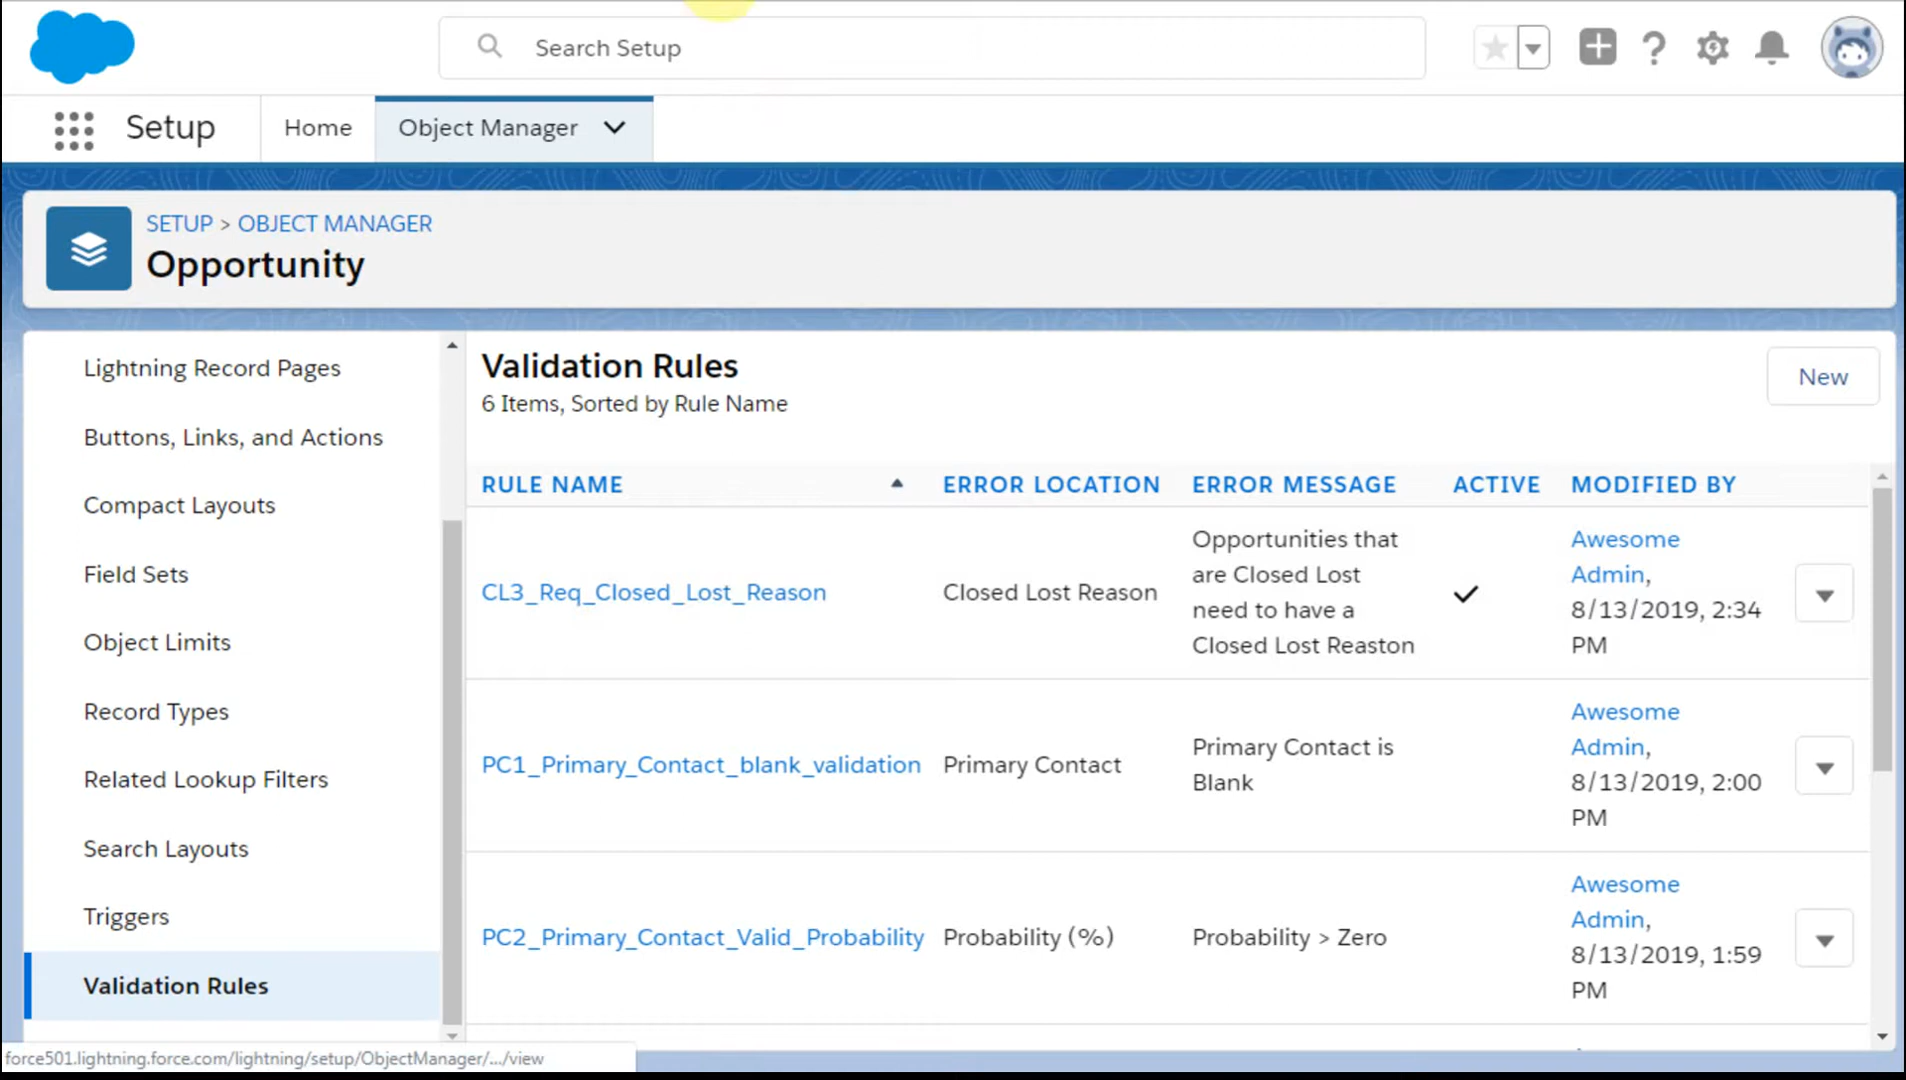 Search Setup
Setup
Home
Object Manager
SETUP > OBJECT MANAGER
Opportunity
Lightning Record Pages
Buttons, Links, and Actions
Compact Layouts
Field Sets
Object Limits
Record Types
Related Lookup Filters
Search Layouts
Triggers
Validation Rules
Validation Rules
6 Items, Sorted by Rule Name
New
RULE NAME
ERROR LOCATION
ERROR MESSAGE
ACTIVE
MODIFIED BY
CL3_Req_Closed_Lost_Reason
Closed Lost Reason
Opportunities that
are Closed Lost
need to have a
Closed Lost Reaston
Awesome
Admin,
8/13/2019, 2:34
PM
PC1_Primary_Contact_blank_validation
Primary Contact
Primary Contact is
Blank
Awesome
Admin,
8/13/2019, 2:00
PM
PC2_Primary_Contact_Valid_Probability
Probability (%)
Probability > Zero
Awesome
Admin,
8/13/2019, 1:59
PM
force501.lightning.force.com/lightning/setup/ObjectManager/.../view